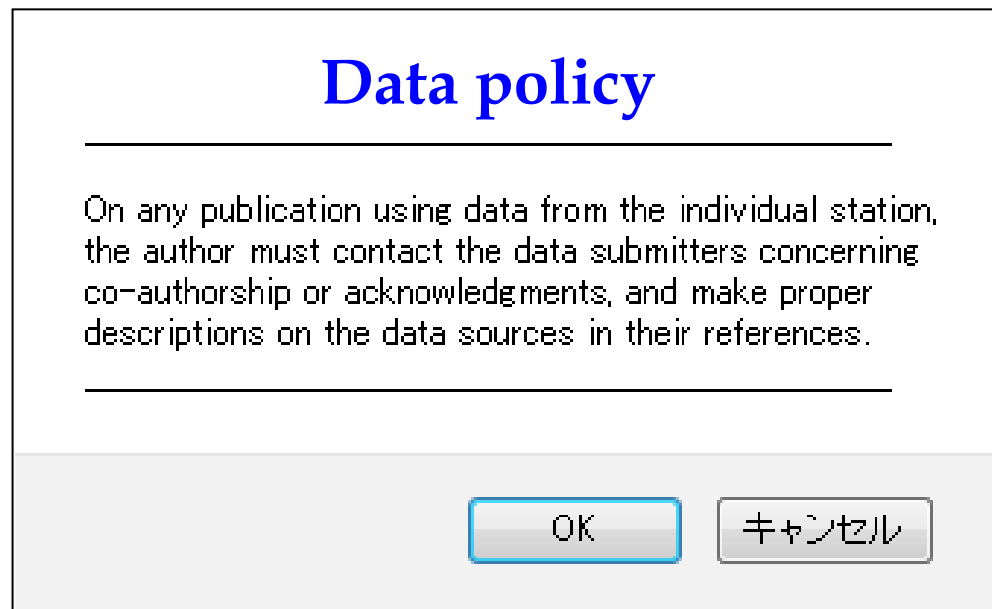 Data policy
On any publication using data from the individual station,
the author must contact the data submitters concerning
co-authorship or acknowledgments, and make proper
descriptions on the data sources in their references.
OK
キャンセル